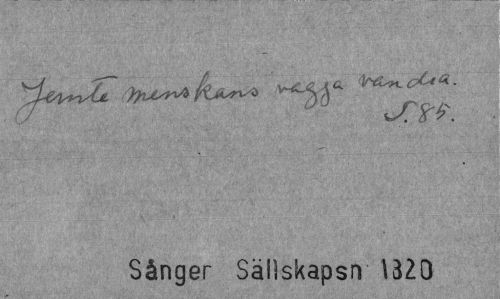 Jemte menskans vagga vandra.
S. 85.
Sånger Sällskapsn 1820